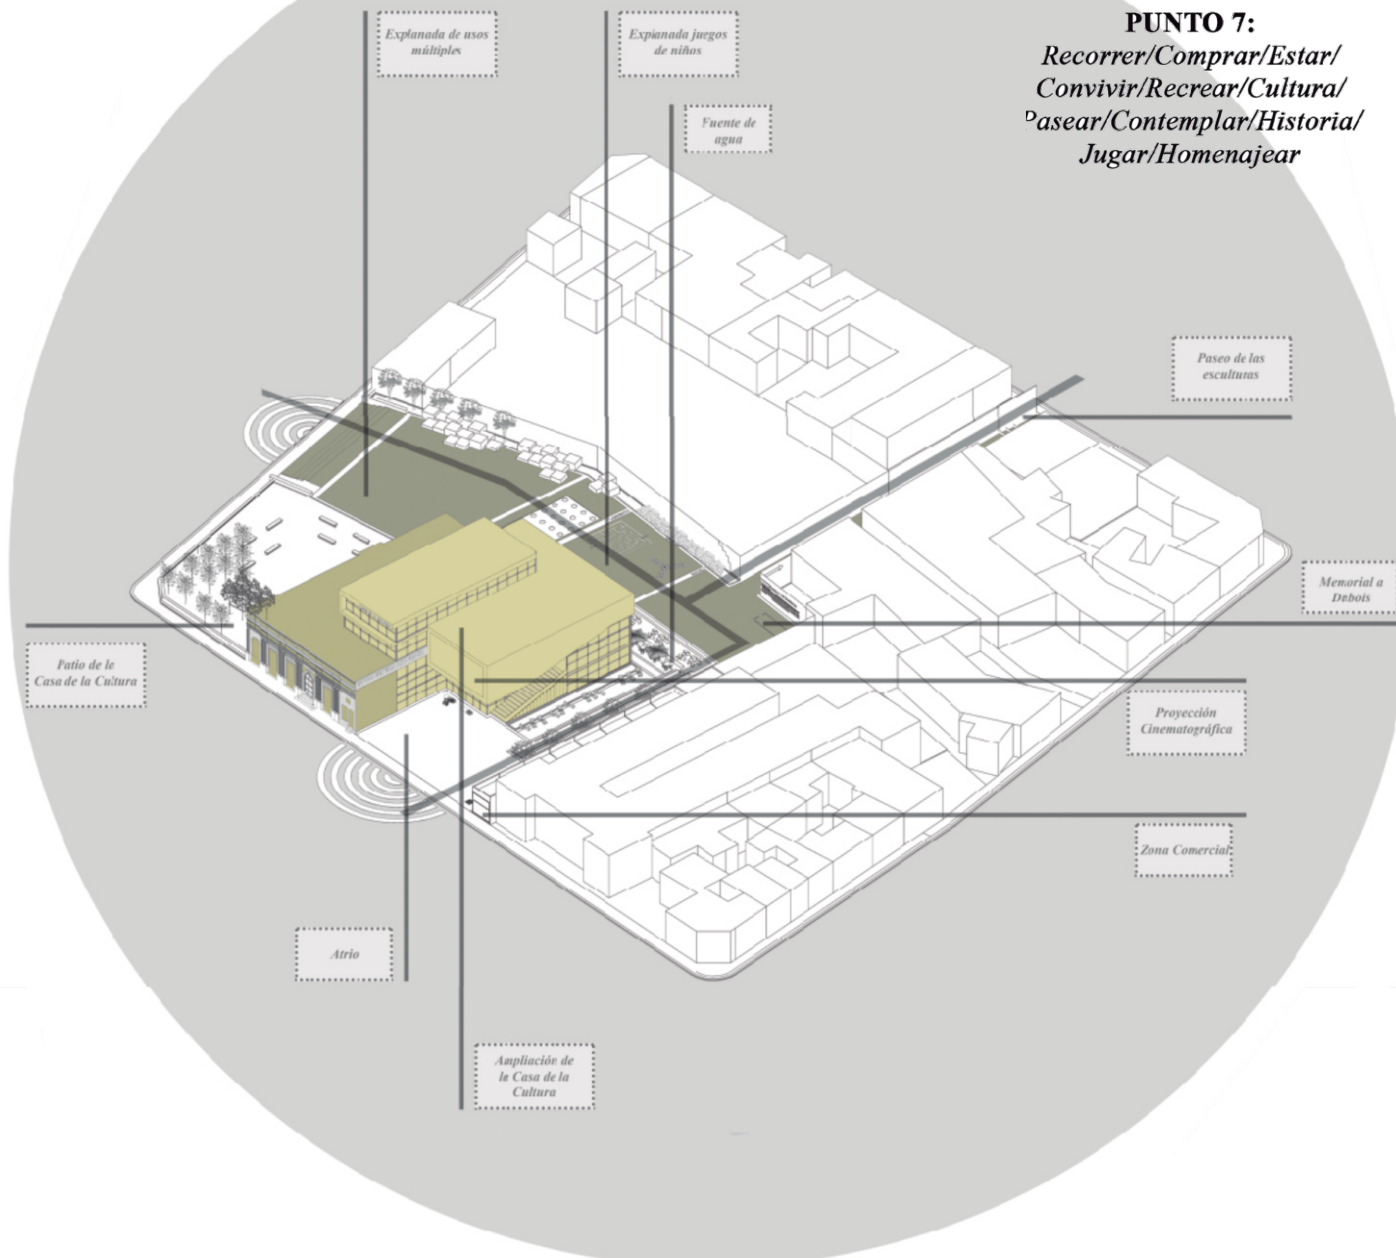 PUNTO 7:
Recorrer/Comprar/Estar/
Convivir/Recrear/Cultura/
Pasear/Contemplar/Historia/
Jugar/Homenajear
Explanada de usos
múltiples
Explanada juegos
de niños
Fuente de
agua
Paseo de las
esculturas
Memorial a
Dubois
Patio de le
Casa de la Cultura
Proyección
Cinematográfica
Zona Comercial
Atrio
Ampliación de
la Casa de la
Cultura